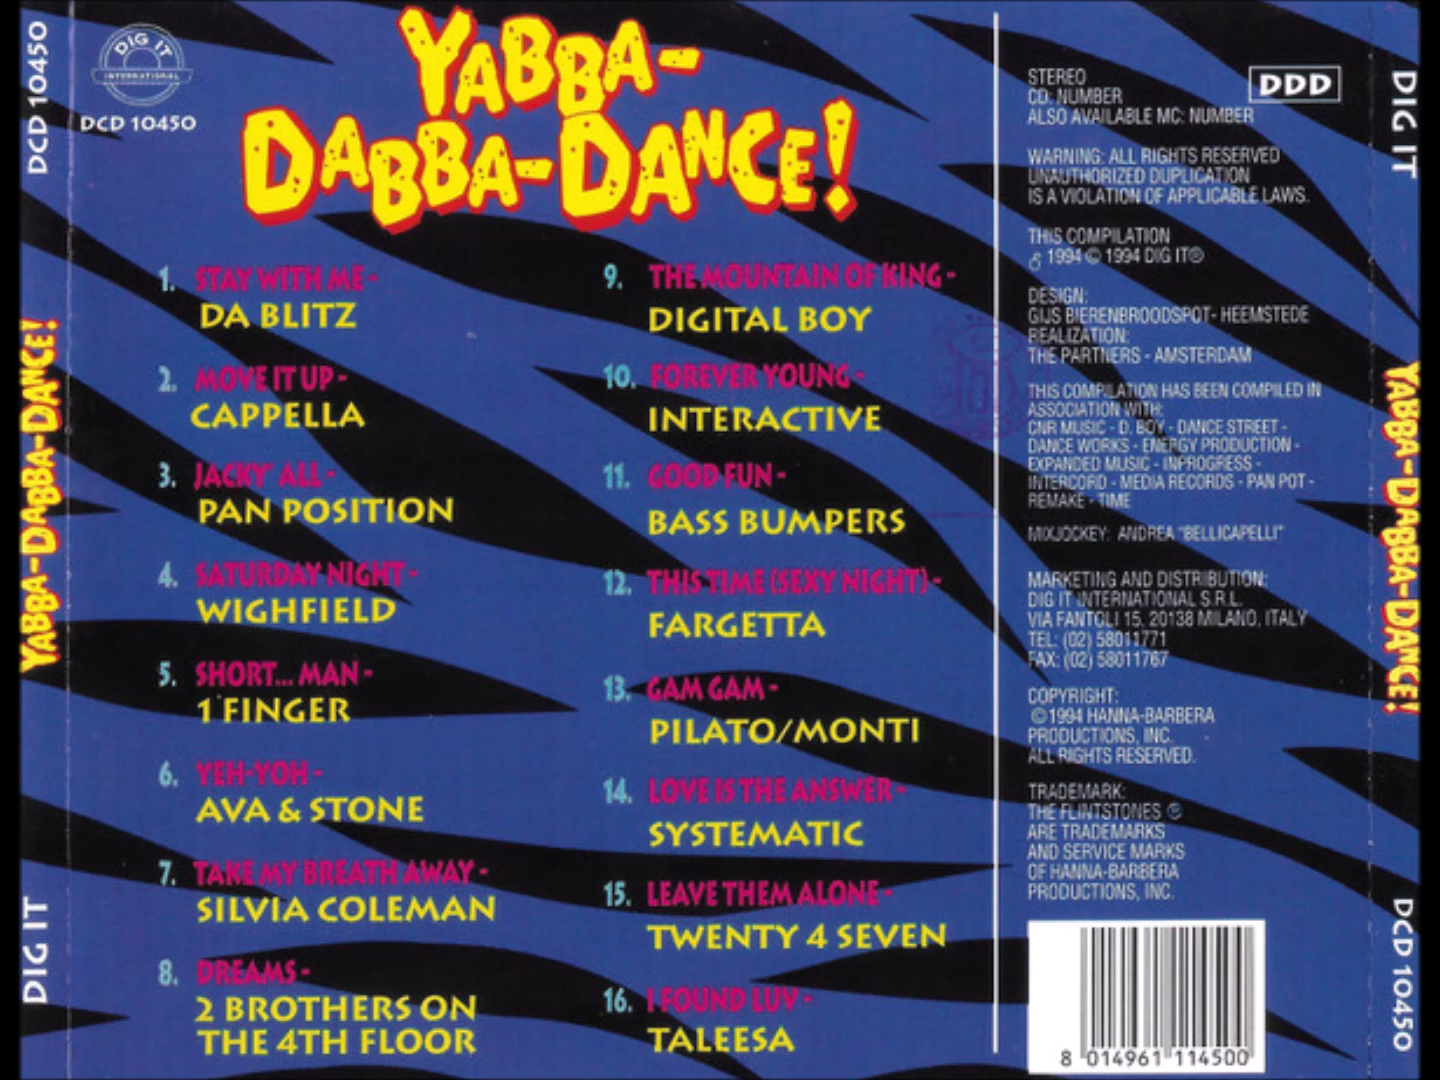 DCD 10450
DIG IT
INTERNATIONAL
DCD 10450
YABBA-
DABBA-DANCE!
1. STAY WITH ME -
DA BLITZ
2. MOVE IT UP -
CAPPELLA
3. JACKY' ALL -
PAN POSITION
4. SATURDAY NIGHT -
WIGHFIELD
5. SHORT... MAN -
1 FINGER
6. YEH-YOH -
AVA & STONE
7. TAKE MY BREATH AWAY -
SILVIA COLEMAN
8. DREAMS -
2 BROTHERS ON
THE 4TH FLOOR
9. THE MOUNTAIN OF KING -
DIGITAL BOY
10. FOREVER YOUNG -
INTERACTIVE
11. GOOD FUN -
BASS BUMPERS
12. THIS TIME (SEXY NIGHT) -
FARGETTA
13. GAM GAM -
PILATO/MONTI
14. LOVE IS THE ANSWER -
SYSTEMATIC
15. LEAVE THEM ALONE -
TWENTY 4 SEVEN
16. I FOUND LUV -
TALEESA
STEREO
DDD
CD: NUMBER
ALSO AVAILABLE MC: NUMBER
WARNING: ALL RIGHTS RESERVED
UNAUTHORIZED DUPLICATION
IS A VIOLATION OF APPLICABLE LAWS.
THIS COMPILATION
1994 © 1994 DIG IT®
DESIGN:
GIJS BIERENBROODSPOT- HEEMSTEDE
REALIZATION:
THE PARTNERS - AMSTERDAM
THIS COMPILATION HAS BEEN COMPILED IN
ASSOCIATION WITH:
CNR MUSIC - D. BOY - DANCE STREET -
DANCE WORKS - ENERGY PRODUCTION -
EXPANDED MUSIC - INPROGRESS -
INTERCORD - MEDIA RECORDS - PAN POT -
REMAKE - TIME
MIXJOCKEY: ANDREA "BELLICAPELLI"
MARKETING AND DISTRIBUTION:
DIG IT INTERNATIONAL S.R.L.
VIA FANTOLI 15, 20138 MILANO, ITALY
TEL: (02) 58011771
FAX: (02) 58011767
COPYRIGHT:
©1994 HANNA-BARBERA
PRODUCTIONS, INC.
ALL RIGHTS RESERVED.
TRADEMARK:
THE FLINTSTONES ®
ARE TRADEMARKS
AND SERVICE MARKS
OF HANNA-BARBERA
PRODUCTIONS, INC.
8 014961 114500
YABBA-DABBA-DANCE!
DIG IT
DIG IT
YABBA-DABBA-DANCE!
DCD 10450